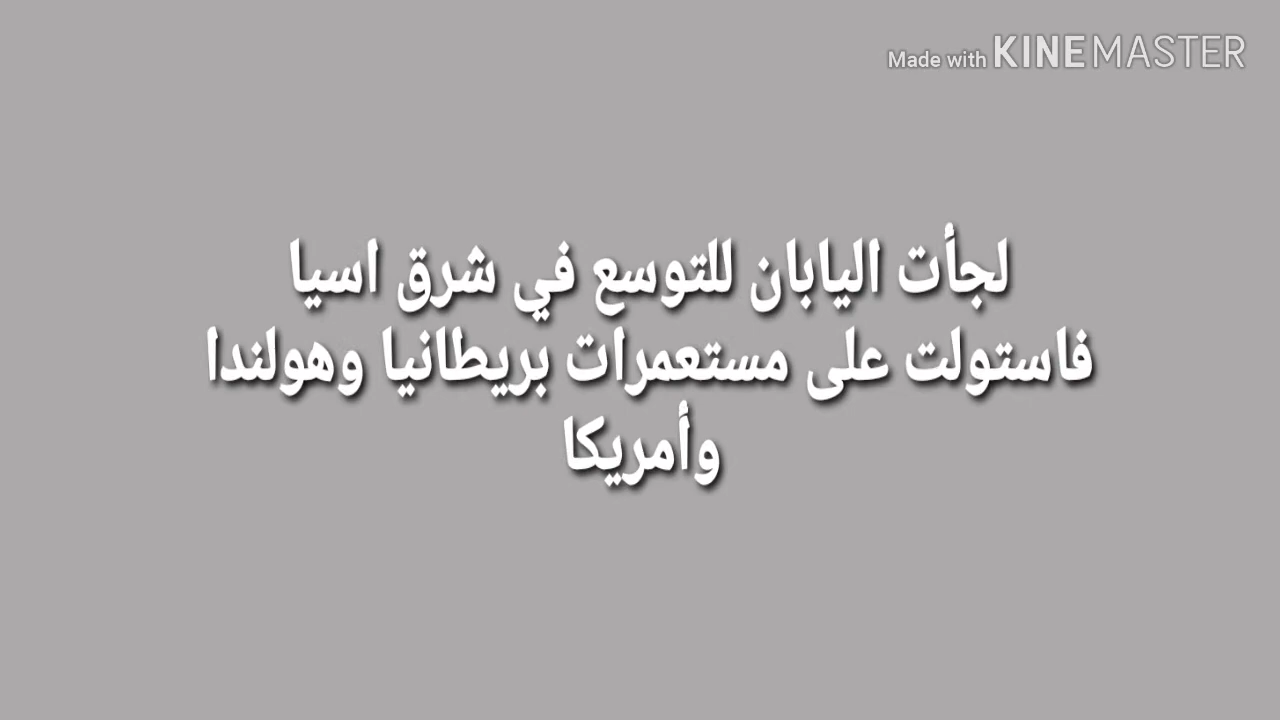 Made with KINEMASTER
لجأت اليابان للتوسع في شرق اسيا
فاستولت على مستعمرات بريطانيا وهولندا
وأمريكا